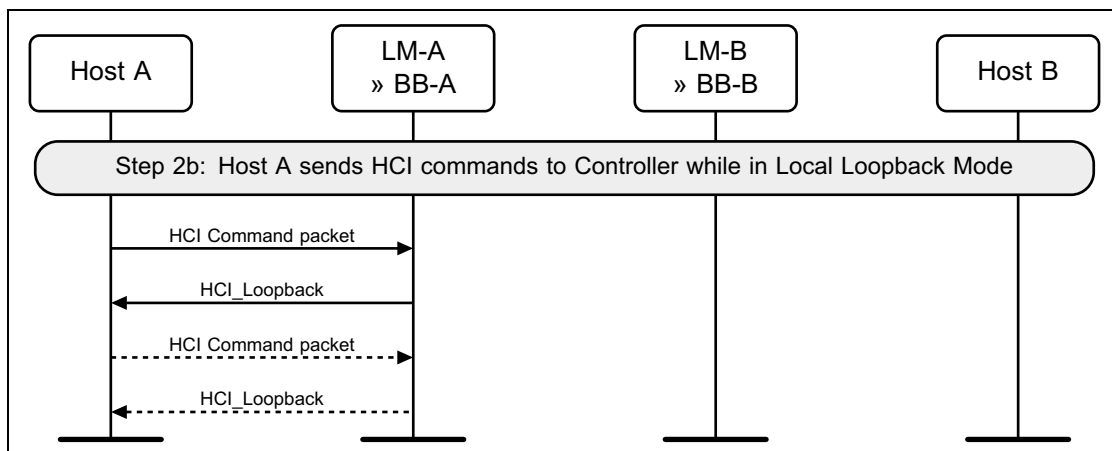 Host A
LM-A
» BB-A
LM-B
» BB-B
Host B
Step 2b: Host A sends HCI commands to Controller while in Local Loopback Mode
HCI Command packet
HCI_Loopback
HCI Command packet
HCI_Loopback